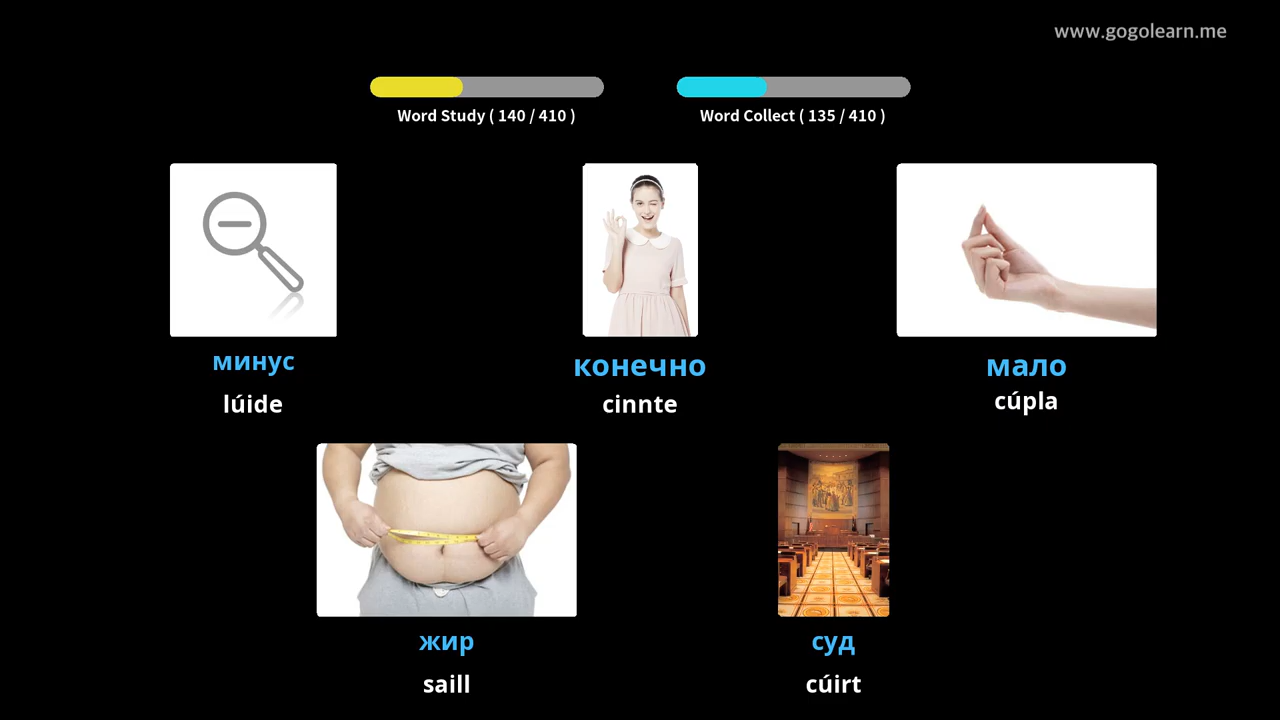 www.gogolearn.me
Word Study ( 140 / 410 )
Word Collect ( 135 / 410 )
минус
lúide
конечно
cinnte
мало
cúpla
жир
saill
суд
cúirt